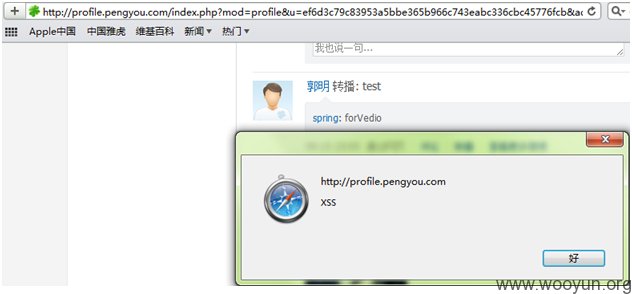 http://profile.pengyou.com/index.php?mod=profile&u=ef6d3c79c83953a5bbe365b966c743eabc336cbc45776fcb&ac
Apple中国 中国雅虎 维基百科 新闻 热门
我也说一句...
郭明 转播: test
spring: forVedio
http://profile.pengyou.com
XSS
好
www.wooyun.org